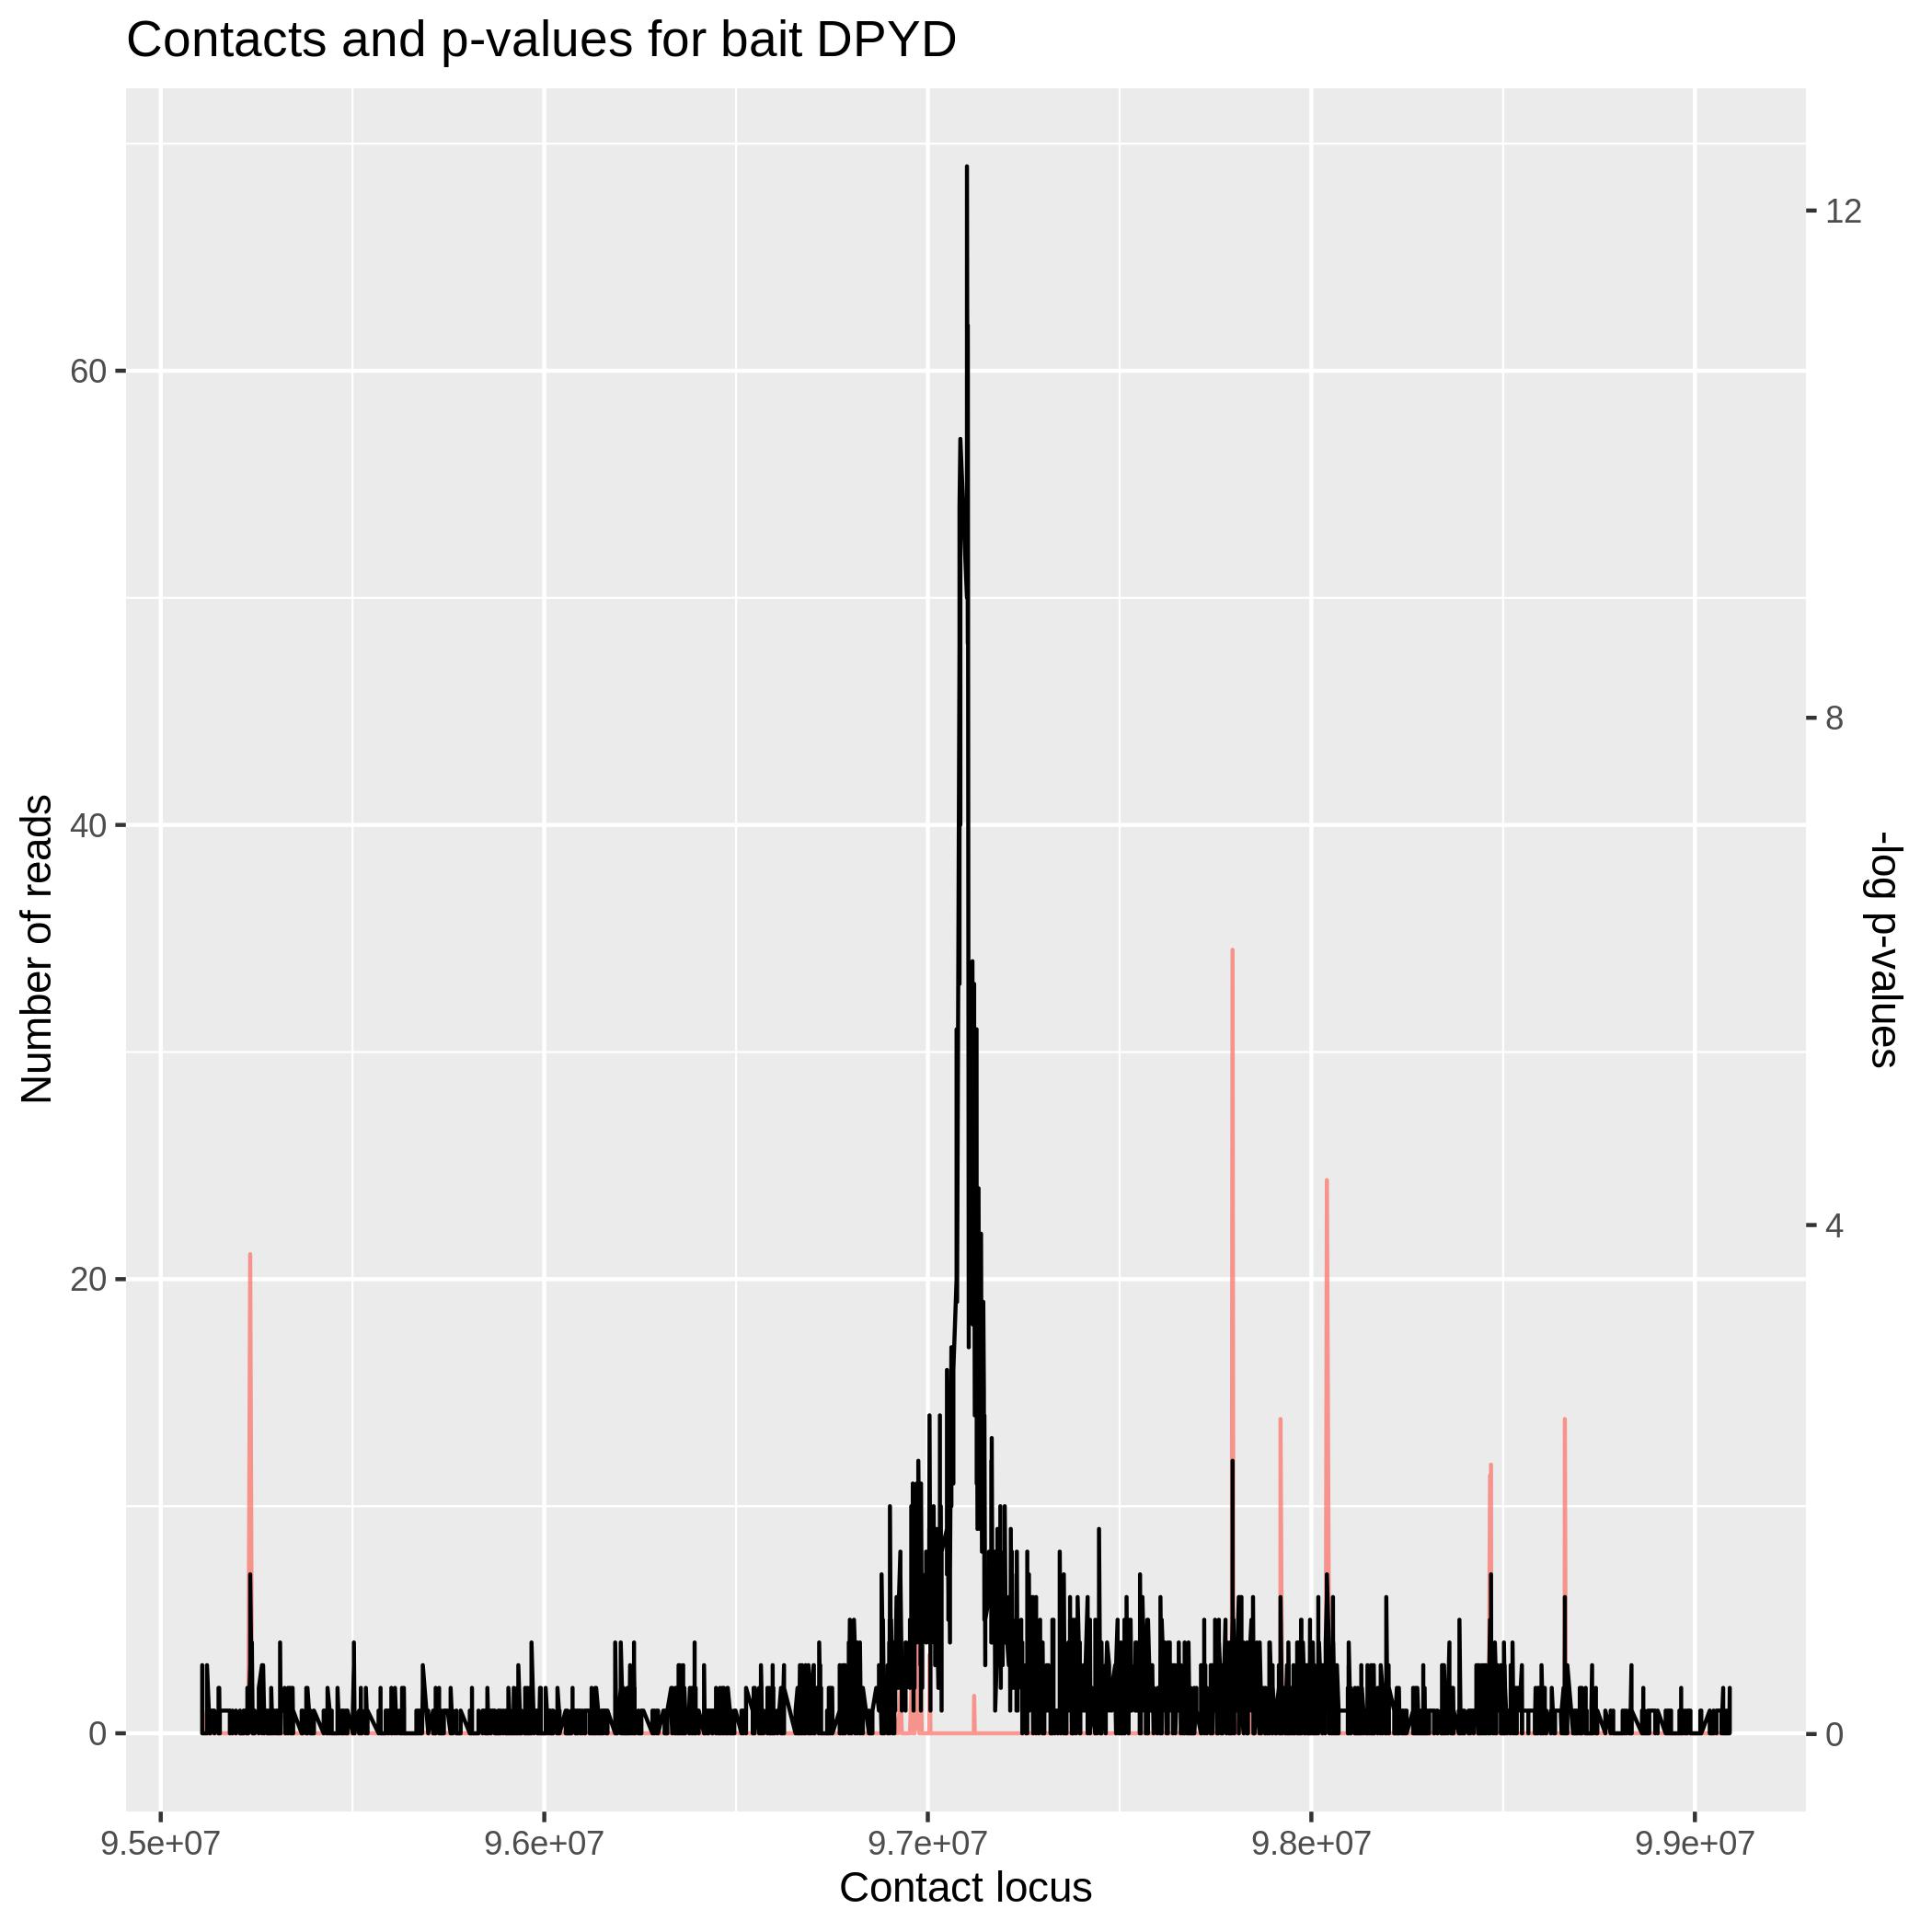 Contacts and p-values for bait DPYD
Number of reads
60
40
20
0
12
8
4
0
-log p-values
9.5e+07
9.6e+07
9.7e+07
9.8e+07
9.9e+07
Contact locus